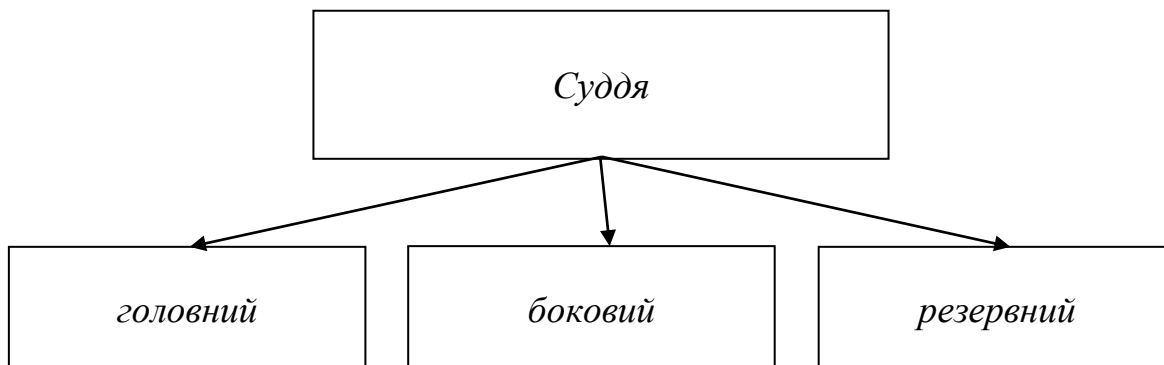 Суддя
головний
боковий
резервний